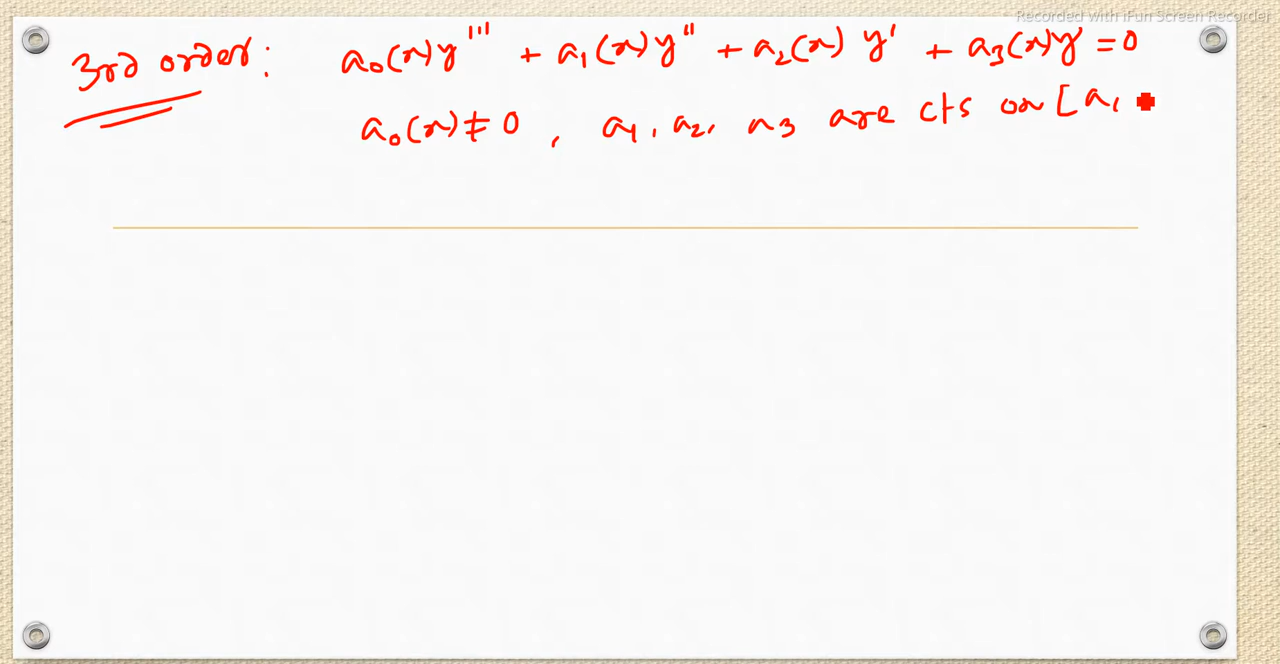 Recorded with iFun Screen Recorder
3rd order: a₀(x)y''' + a₁(x)y'' + a₂(x) y' + a₃(x)y = 0
a₀(x) ≠ 0 , a₁, a₂, a₃ are cts on [a,